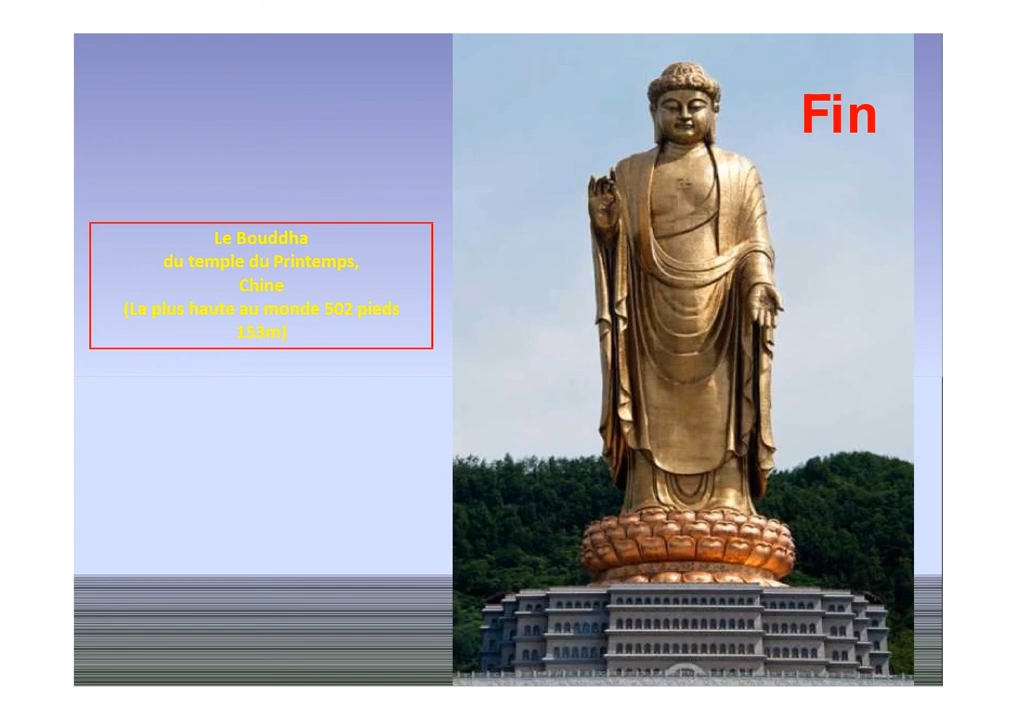 Fin
Le Bouddha
du temple du Printemps,
Chine
(La plus haute au monde 502 pieds
153m)